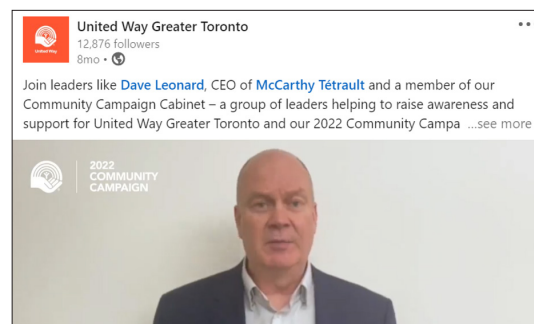 United Way Greater Toronto
12,876 followers
8mo •
Join leaders like Dave Leonard, CEO of McCarthy Tétrault and a member of our
Community Campaign Cabinet – a group of leaders helping to raise awareness and
support for United Way Greater Toronto and our 2022 Community Campa ...see more
United Way
2022
COMMUNITY
CAMPAIGN